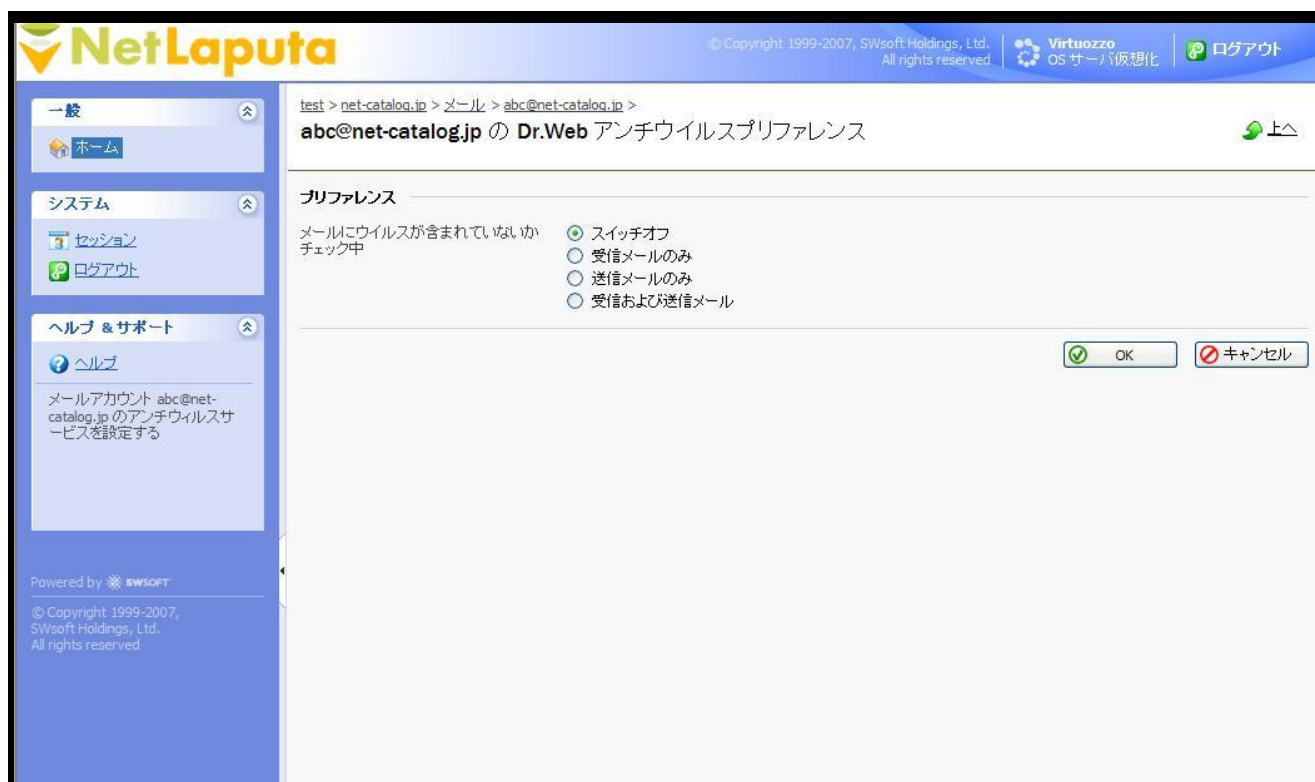 NetLaputa
© Copyright 1999-2007, SWsoft Holdings, Ltd.
All rights reserved
Virtuozzo
OS サーバ仮想化
ログアウト
一般
ホーム
システム
セッション
ログアウト
ヘルプ & サポート
ヘルプ
メールアカウント abc@net-
catalog.jp のアンチウィルスサ
ービスを設定する
Powered by SWSOFT
© Copyright 1999-2007,
SWsoft Holdings, Ltd.
All rights reserved
test > net-catalog.jp > メール > abc@net-catalog.jp >
abc@net-catalog.jp の Dr.Web アンチウイルスプリファレンス
上へ
プリファレンス
メールにウイルスが含まれていないか
チェック中
スイッチオフ
受信メールのみ
送信メールのみ
受信および送信メール
OK
キャンセル